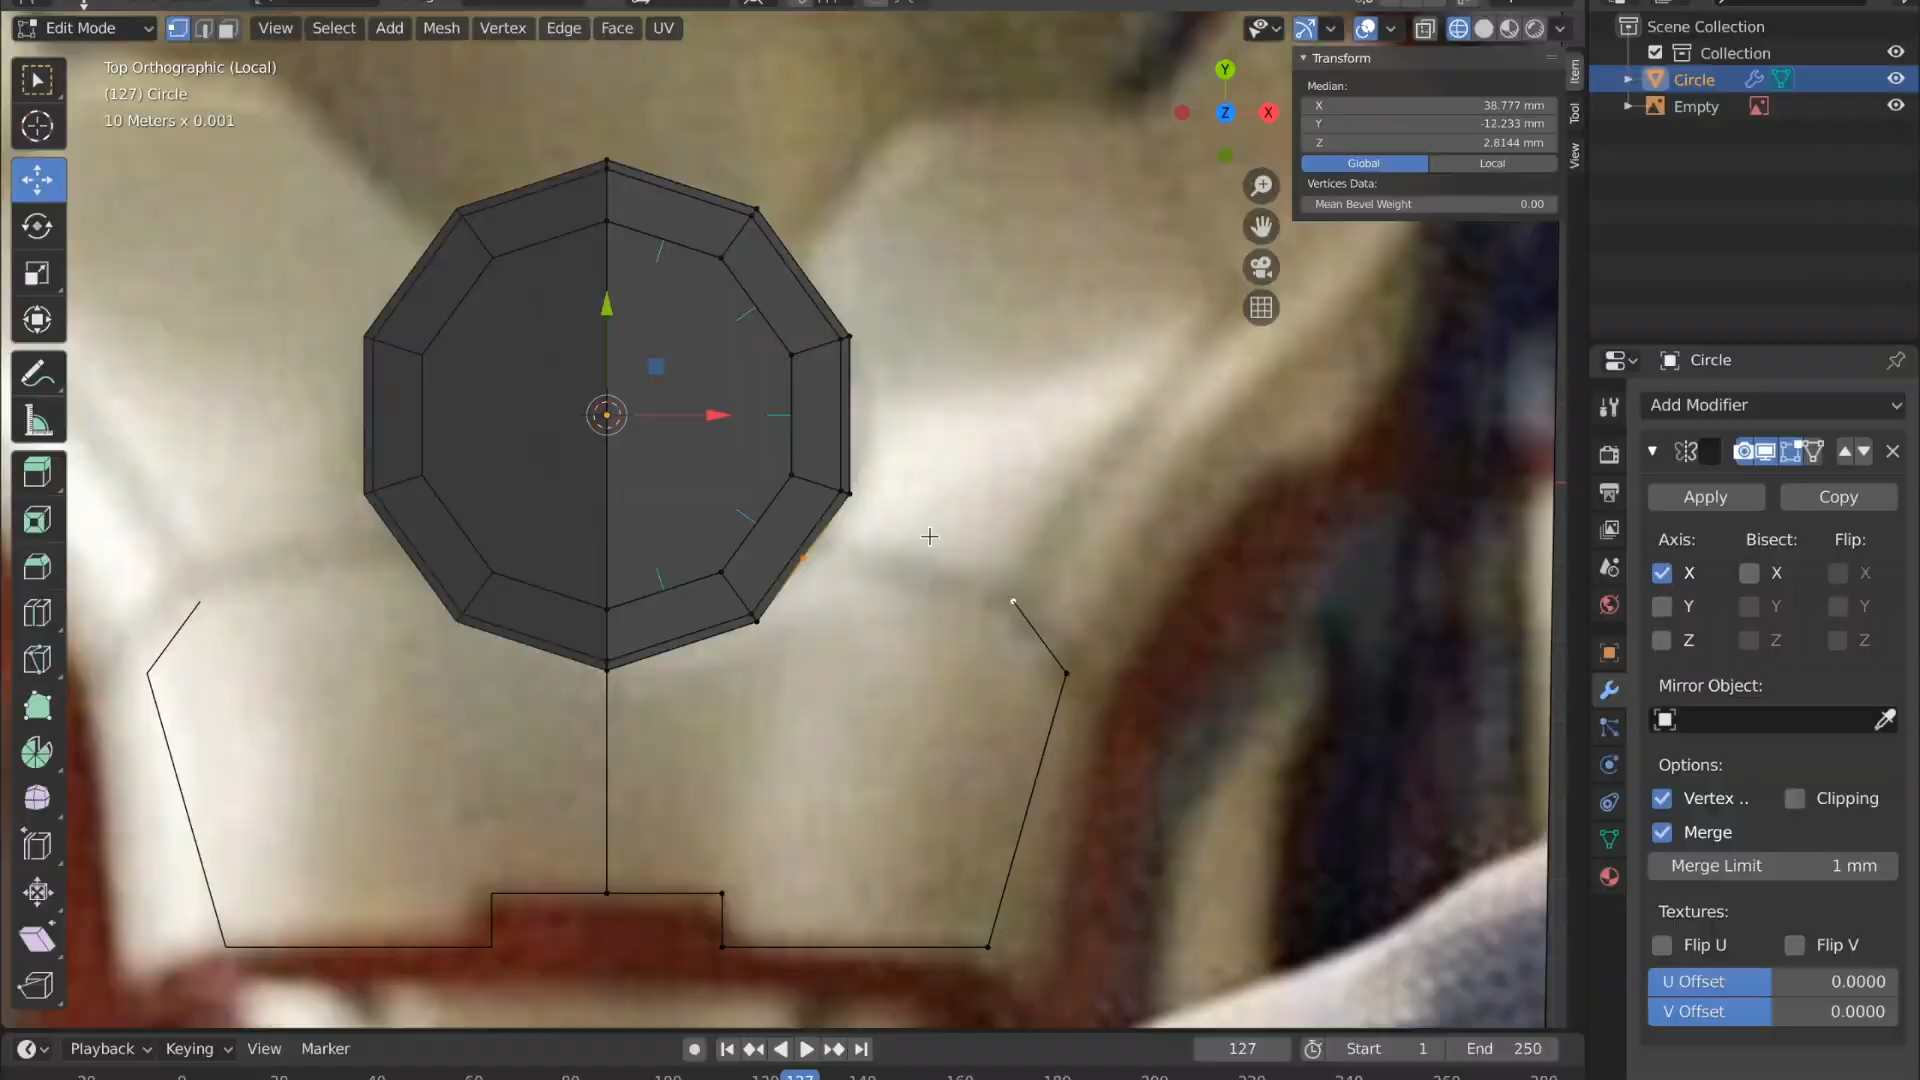 Edit Mode View Select Add Mesh Vertex Edge Face UV
Top Orthographic (Local)
(127) Circle
10 Meters x 0.001
Y
Z
X
Transform
Median:
X 38.777 mm
Y -12.233 mm
Z 2.8144 mm
Global Local
Vertices Data:
Mean Bevel Weight 0.00
Item
Tool
View
Scene Collection
Collection
Circle
Empty
Circle
Add Modifier
Apply Copy
Axis: Bisect: Flip:
X X X
Y Y Y
Z Z Z
Mirror Object:
Options:
Vertex .. Clipping
Merge
Merge Limit 1 mm
Textures:
Flip U Flip V
U Offset 0.0000
V Offset 0.0000
Playback Keying View Marker 127 Start 1 End 250
127